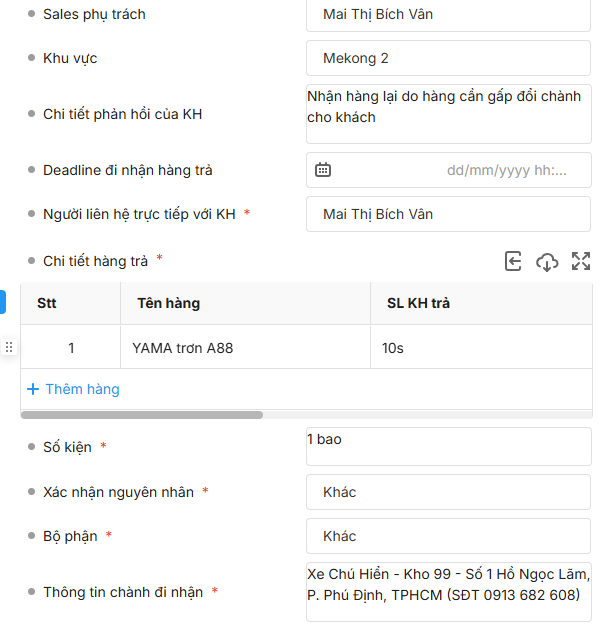 Sales phụ trách
Mai Thị Bích Vân
Khu vực
Mekong 2
Chi tiết phản hồi của KH
Nhận hàng lại do hàng cần gấp đổi chành
cho khách
Deadline đi nhận hàng trả
dd/mm/yyyy hh:...
Người liên hệ trực tiếp với KH *
Mai Thị Bích Vân
Chi tiết hàng trả *
Stt Tên hàng SL KH trả
1 YAMA trơn A88 10s
+ Thêm hàng
Số kiện *
1 bao
Xác nhận nguyên nhân *
Khác
Bộ phận *
Khác
Thông tin chành đi nhận *
Xe Chú Hiển - Kho 99 - Số 1 Hồ Ngọc Lãm,
P. Phú Định, TPHCM (SĐT 0913 682 608)